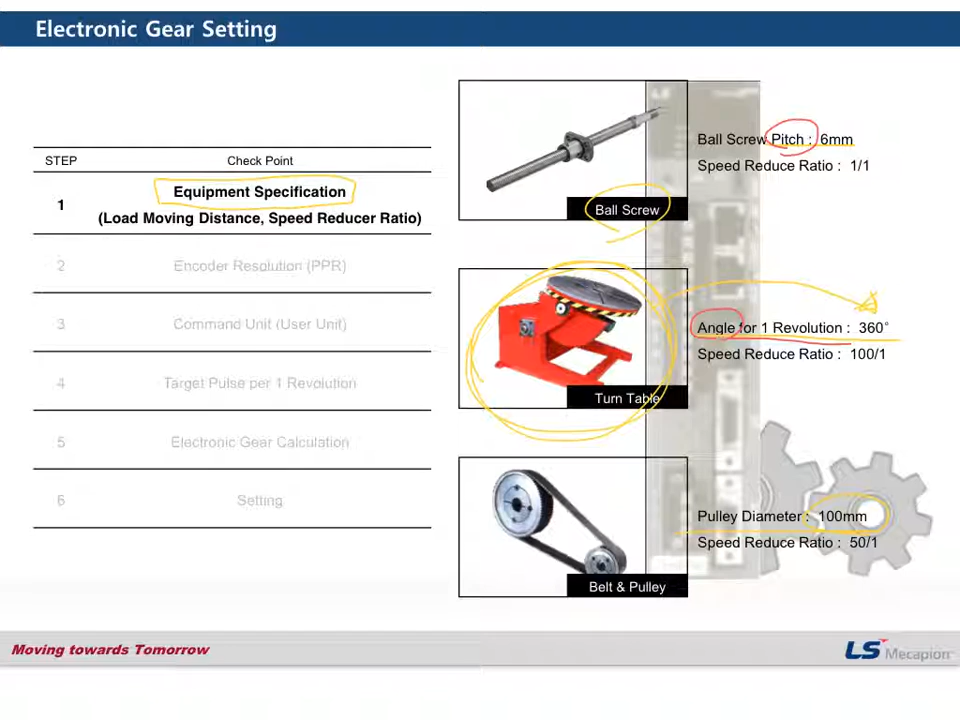 Electronic Gear Setting
STEP
Check Point
1
Equipment Specification
(Load Moving Distance, Speed Reducer Ratio)
2
Encoder Resolution (PPR)
3
Command Unit (User Unit)
4
Target Pulse per 1 Revolution
5
Electronic Gear Calculation
6
Setting
LS
Ball Screw
Ball Screw Pitch : 6mm
Speed Reduce Ratio : 1/1
Turn Table
Angle for 1 Revolution : 360°
Speed Reduce Ratio : 100/1
Belt & Pulley
Pulley Diameter : 100mm
Speed Reduce Ratio : 50/1
Moving towards Tomorrow
LS Mecapion